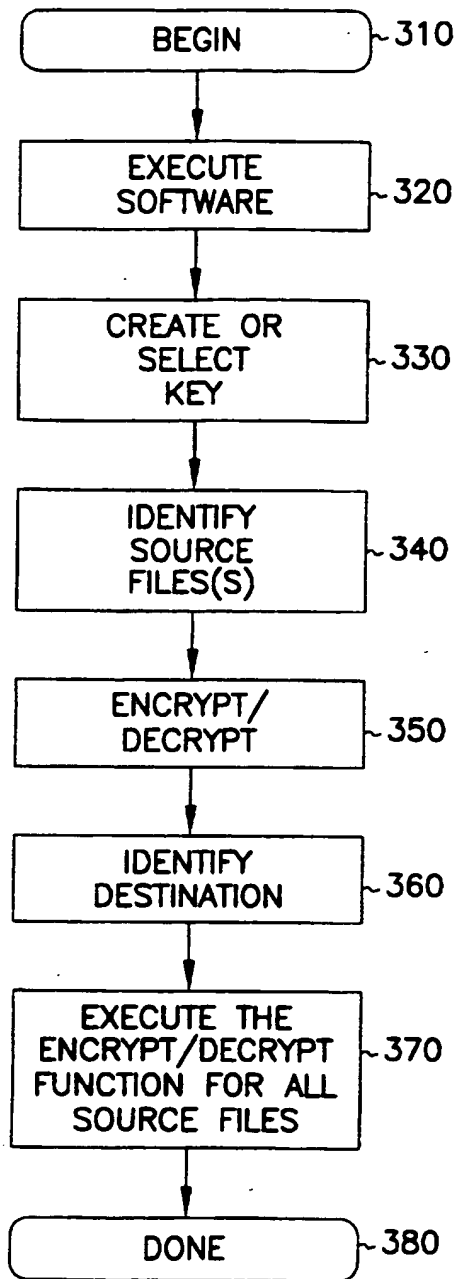 BEGIN
310
EXECUTE
SOFTWARE
320
CREATE OR
SELECT
KEY
330
IDENTIFY
SOURCE
FILES(S)
340
ENCRYPT/
DECRYPT
350
IDENTIFY
DESTINATION
360
EXECUTE THE
ENCRYPT/DECRYPT
FUNCTION FOR ALL
SOURCE FILES
370
DONE
380